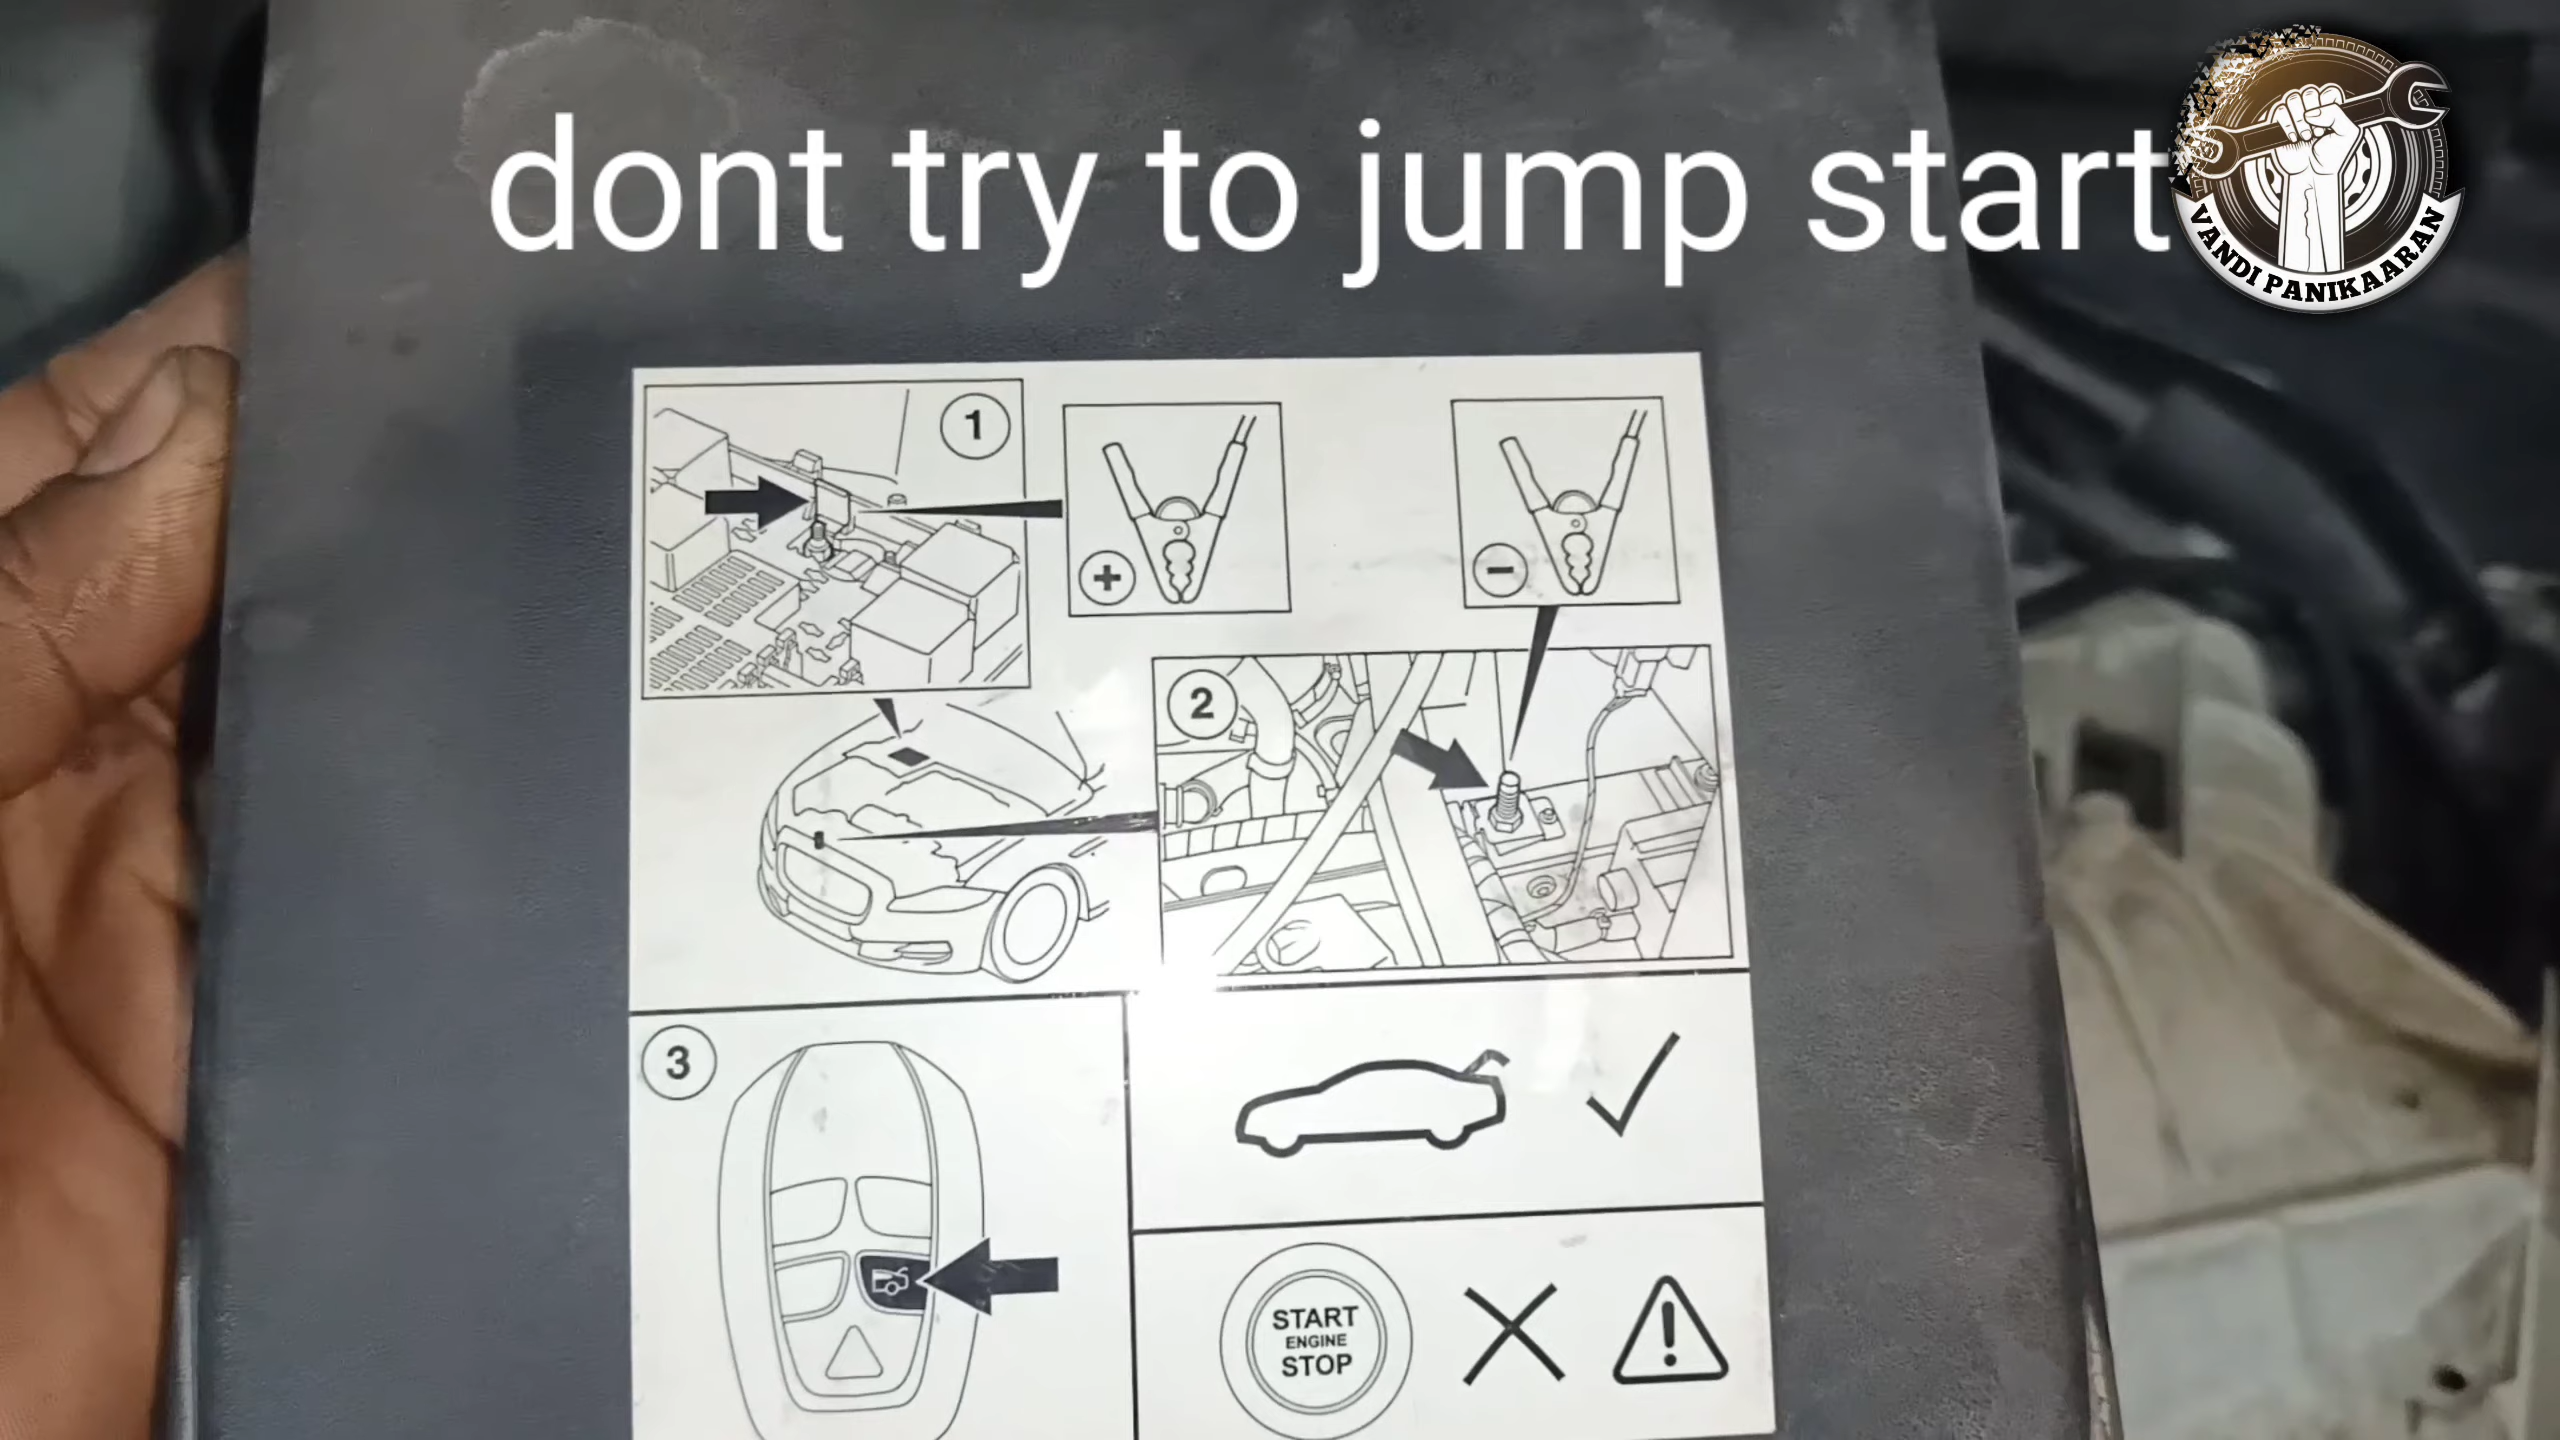 dont try to jump start
VANDI PANIKAARAN
1
+
-
2
3
START
ENGINE
STOP
!